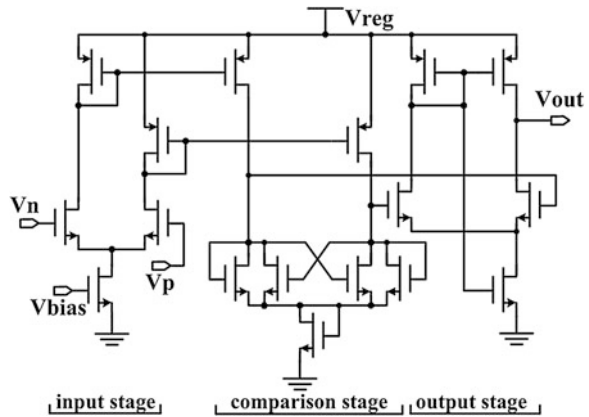 Vreg
Vout
Vn
Vp
Vbias
input stage
comparison stage
output stage